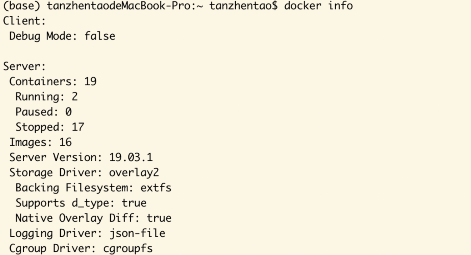 (base) tanzhentaodeMacBook-Pro:~ tanzhentao$ docker info
Client:
 Debug Mode: false

Server:
 Containers: 19
  Running: 2
  Paused: 0
  Stopped: 17
 Images: 16
 Server Version: 19.03.1
 Storage Driver: overlay2
  Backing Filesystem: extfs
  Supports d_type: true
  Native Overlay Diff: true
 Logging Driver: json-file
 Cgroup Driver: cgroupfs